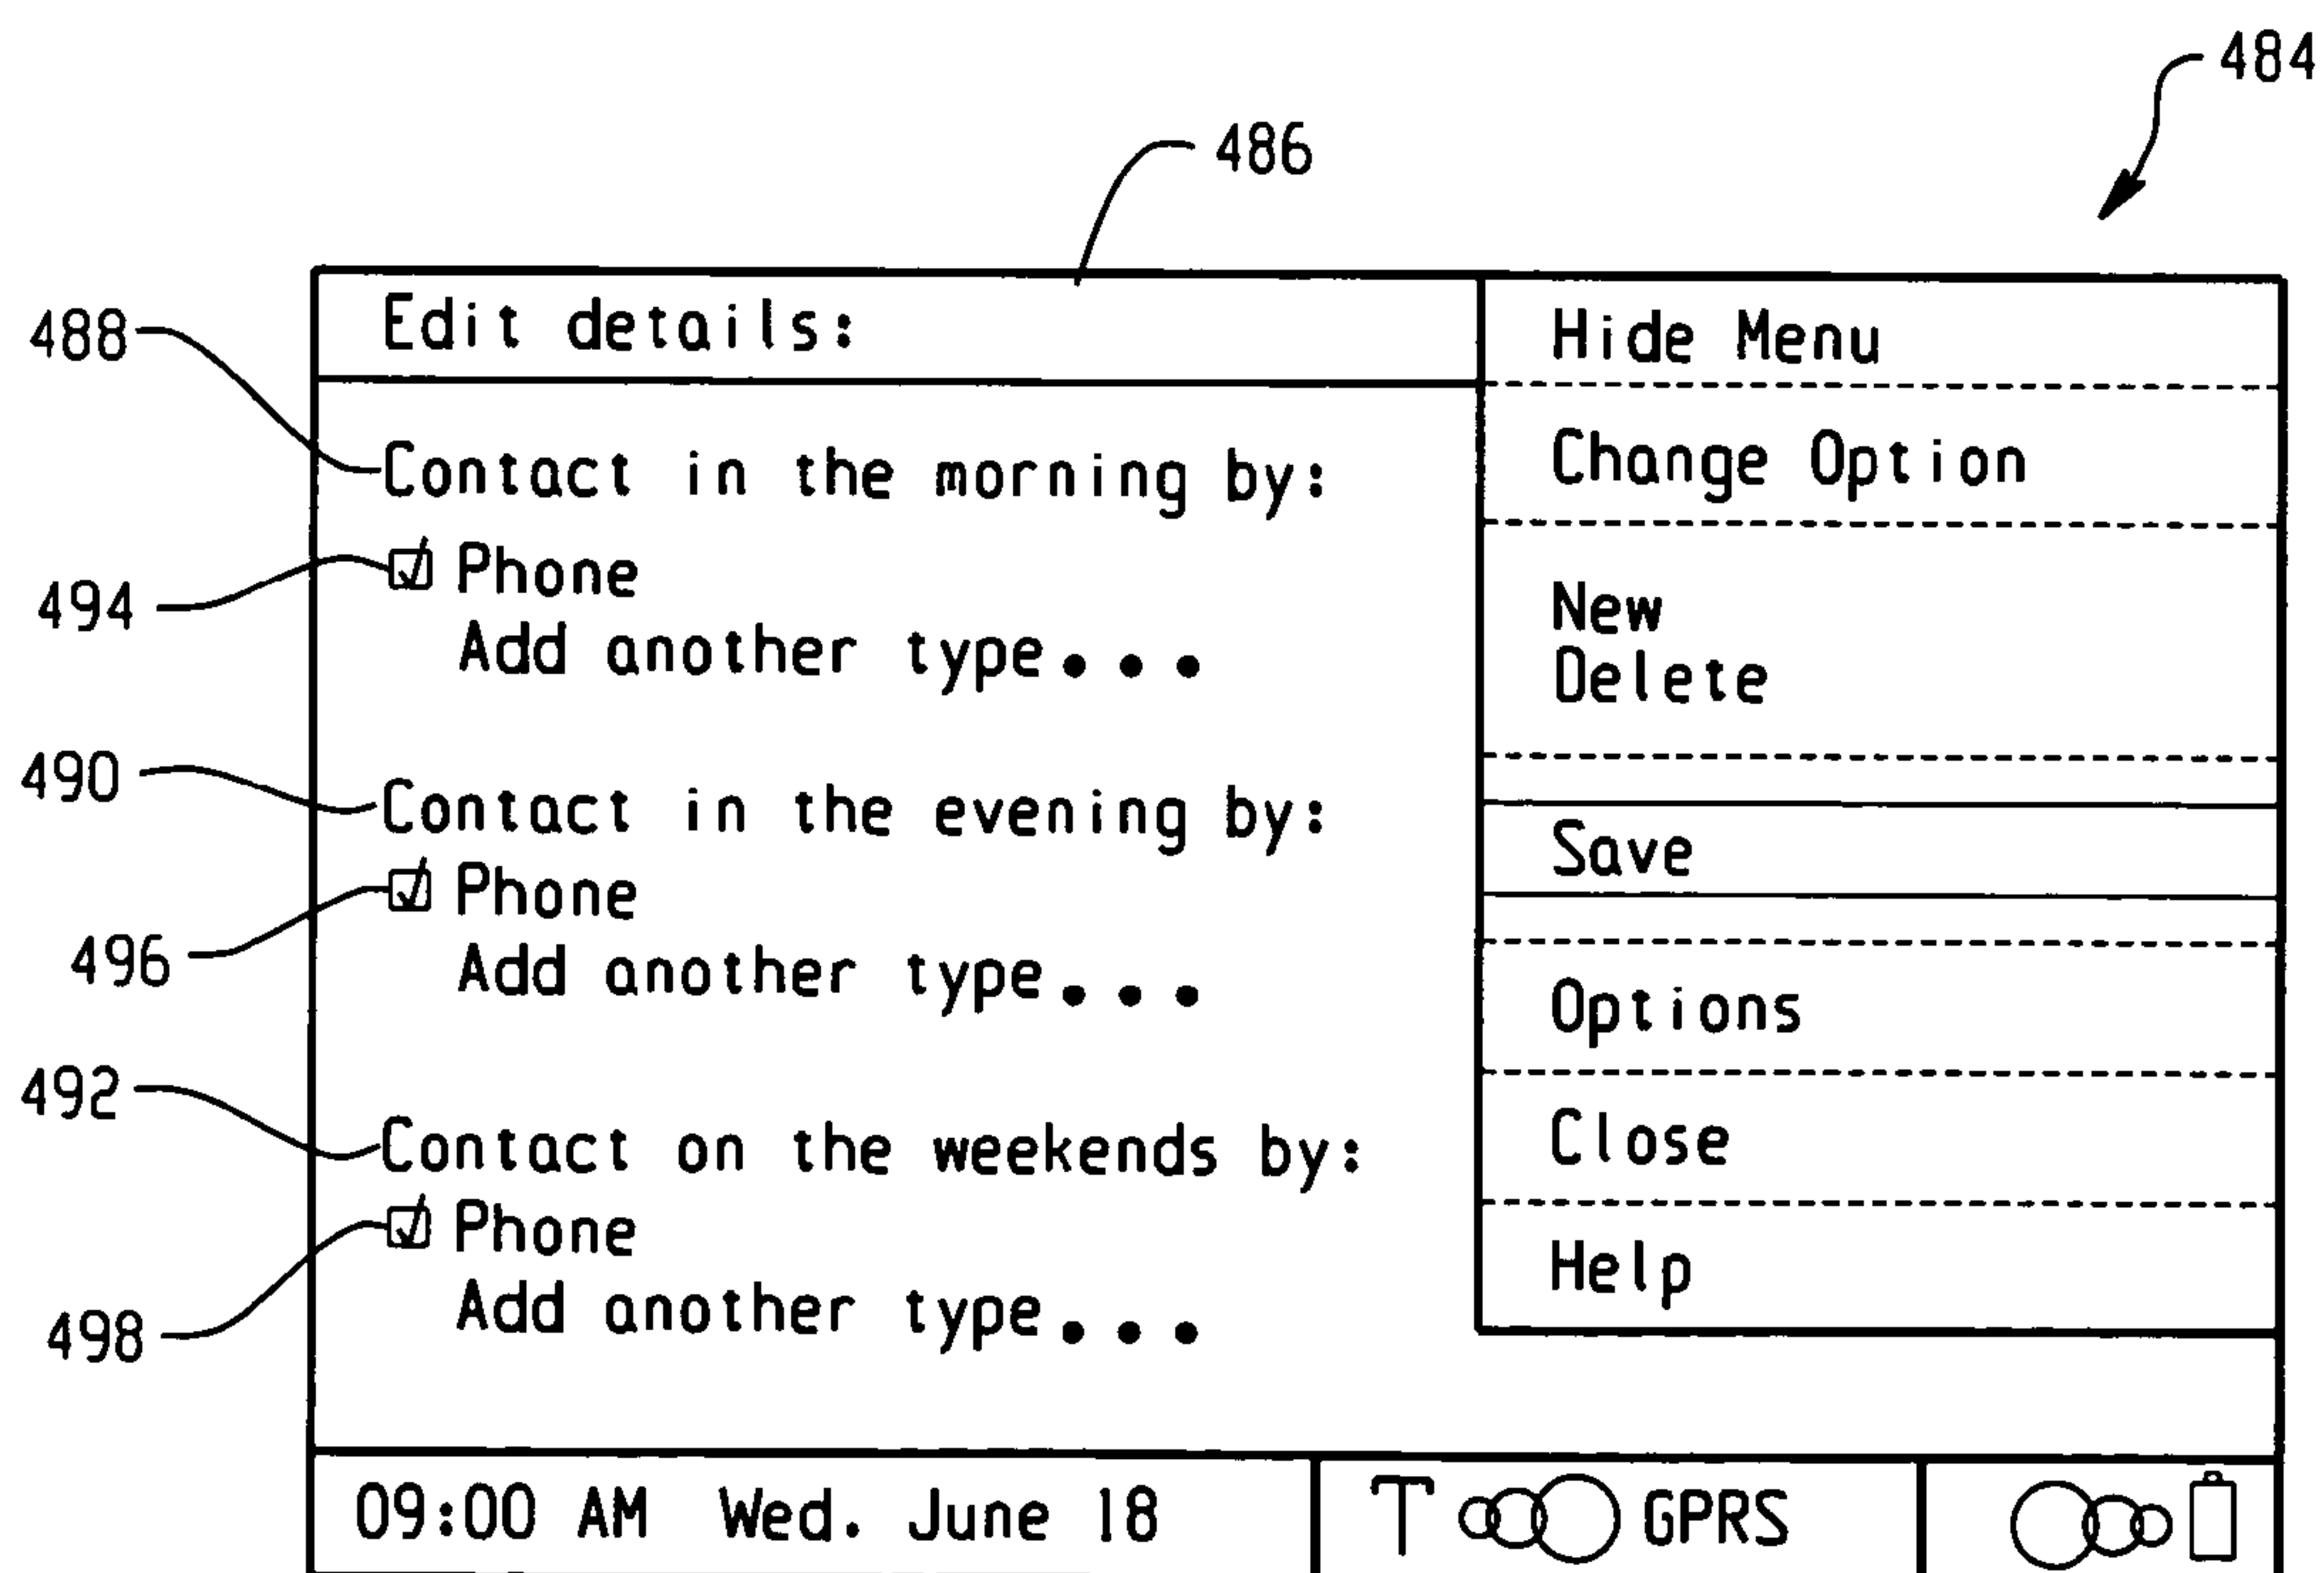 484
486
488
Edit details:
Contact in the morning by:
494
Phone
Add another type...
490
Contact in the evening by:
496
Phone
Add another type...
492
Contact on the weekends by:
498
Phone
Add another type...
Hide Menu
Change Option
New
Delete
Save
Options
Close
Help
09:00 AM Wed. June 18
GPRS